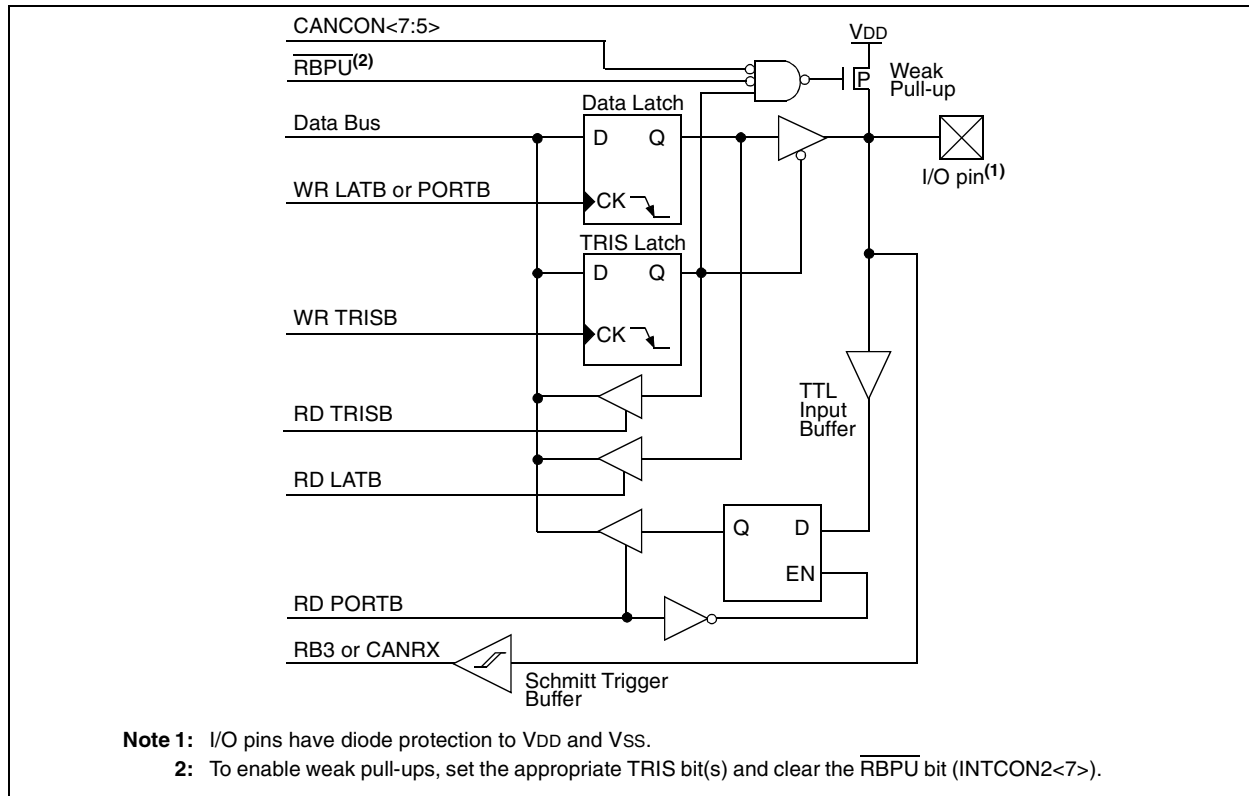 CANCON<7:5>
RBPU(2)
VDD
P
Weak
Pull-up
Data Latch
Data Bus
D Q
I/O pin(1)
WR LATB or PORTB
CK
TRIS Latch
D Q
WR TRISB
CK
TTL
Input
Buffer
RD TRISB
RD LATB
Q D
EN
RD PORTB
RB3 or CANRX
Schmitt Trigger
Buffer
Note 1: I/O pins have diode protection to VDD and VSS.
2: To enable weak pull-ups, set the appropriate TRIS bit(s) and clear the RBPU bit (INTCON2<7>).